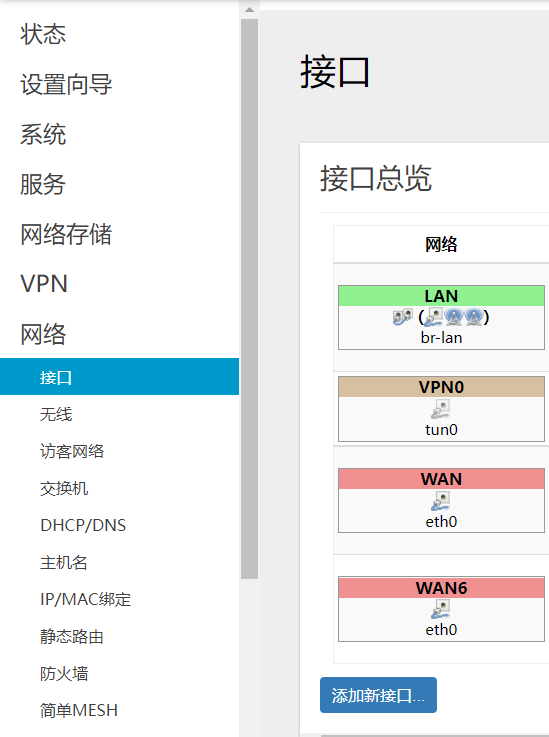 状态
设置向导
系统
服务
网络存储
VPN
网络
接口
无线
访客网络
交换机
DHCP/DNS
主机名
IP/MAC绑定
静态路由
防火墙
简单MESH
接口
接口总览
网络
LAN
( )
br-lan
VPN0
tun0
WAN
eth0
WAN6
eth0
添加新接口...